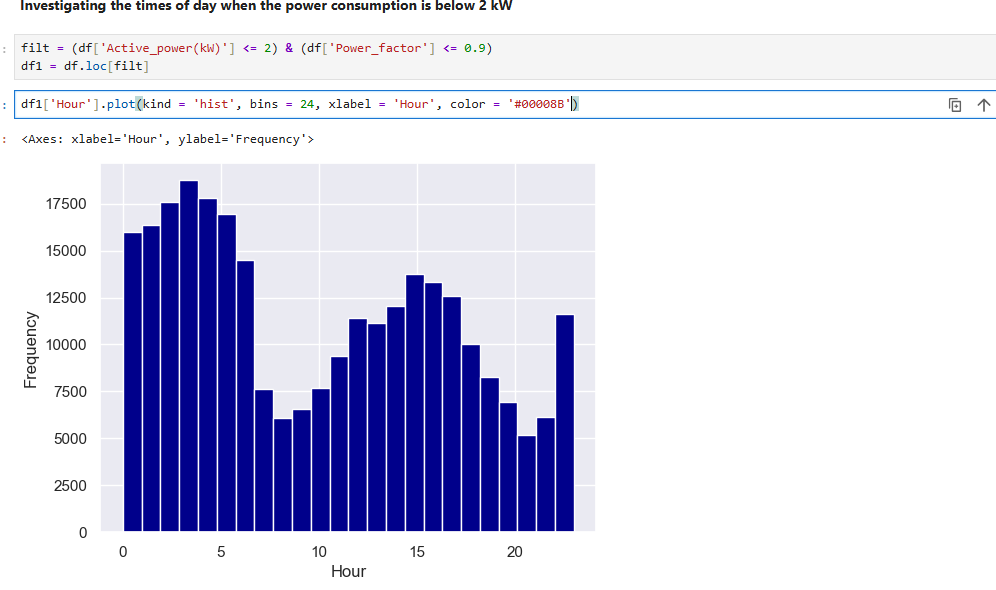 Investigating the times of day when the power consumption is below 2 kW
: filt = (df['Active_power(kW)'] <= 2) & (df['Power_factor'] <= 0.9)
df1 = df.loc[filt]
: df1['Hour'].plot(kind = 'hist', bins = 24, xlabel = 'Hour', color = '#00008B')
: <Axes: xlabel='Hour', ylabel='Frequency'>
17500
15000
12500
10000
7500
5000
2500
0
Frequency
0 5 10 15 20
Hour